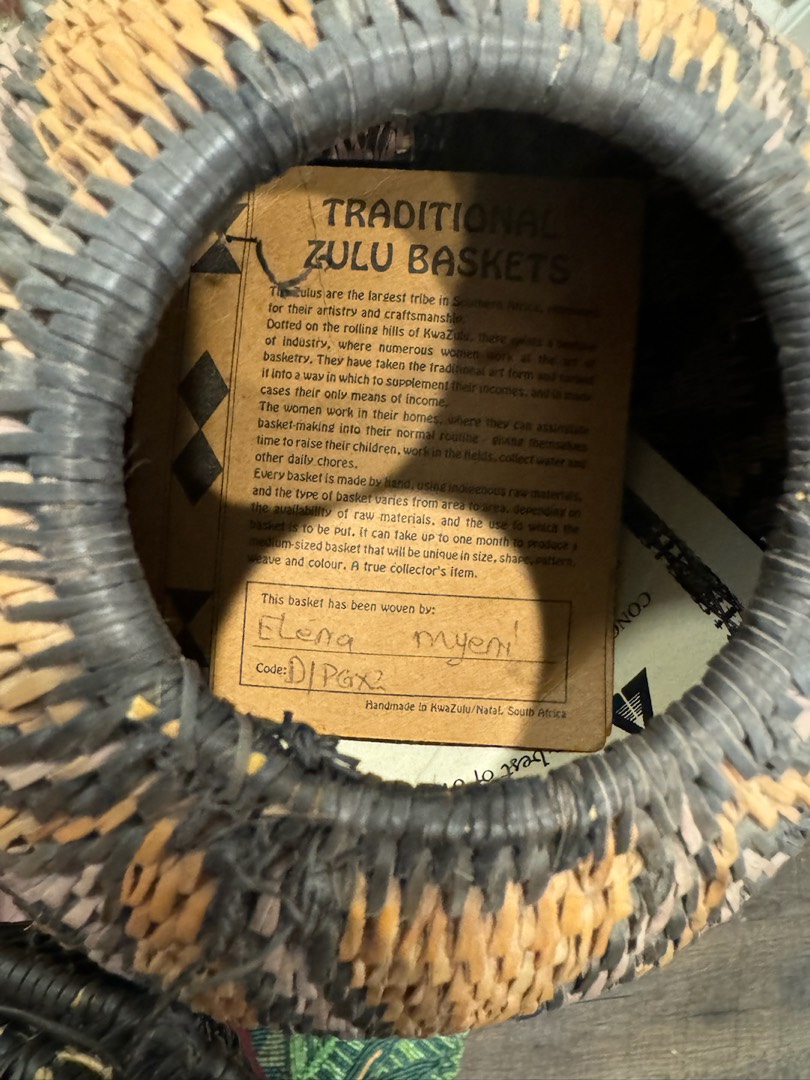 TRADITIONAL
ZULU BASKETS
The Zulus are the largest tribe in Southern Africa, renowned
for their artistry and craftsmanship.
Dotted on the rolling hills of KwaZulu, there exists a
of industry, where numerous women work at the art of
basketry. They have taken the traditional art form and turned
it into a way in which to supplement their incomes, and in many
cases their only means of income.
The women work in their homes, where they can assimilate
basket-making into their normal routine - giving themselves
time to raise their children, work in the fields, collect water and
other daily chores.
Every basket is made by hand, using indigenous raw materials,
and the type of basket varies from area to area, depending on
the availability of raw materials, and the use to which the
basket is to be put. It can take up to one month to produce a
medium-sized basket that will be unique in size, shape, pattern,
weave and colour. A true collector's item.
This basket has been woven by:
Elena Myeni
Code: D/PGX2
Handmade in KwaZulu/Natal, South Africa
best of